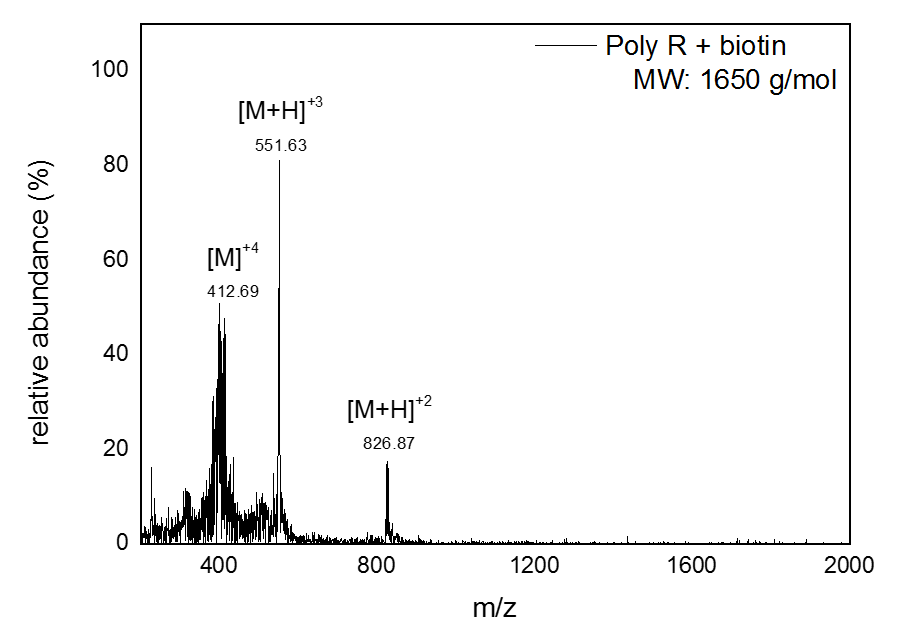 Poly R + biotin
MW: 1650 g/mol
[M+H]+3
551.63
[M]+4
412.69
[M+H]+2
826.87
relative abundance (%)
100
80
60
40
20
0
400 800 1200 1600 2000
m/z